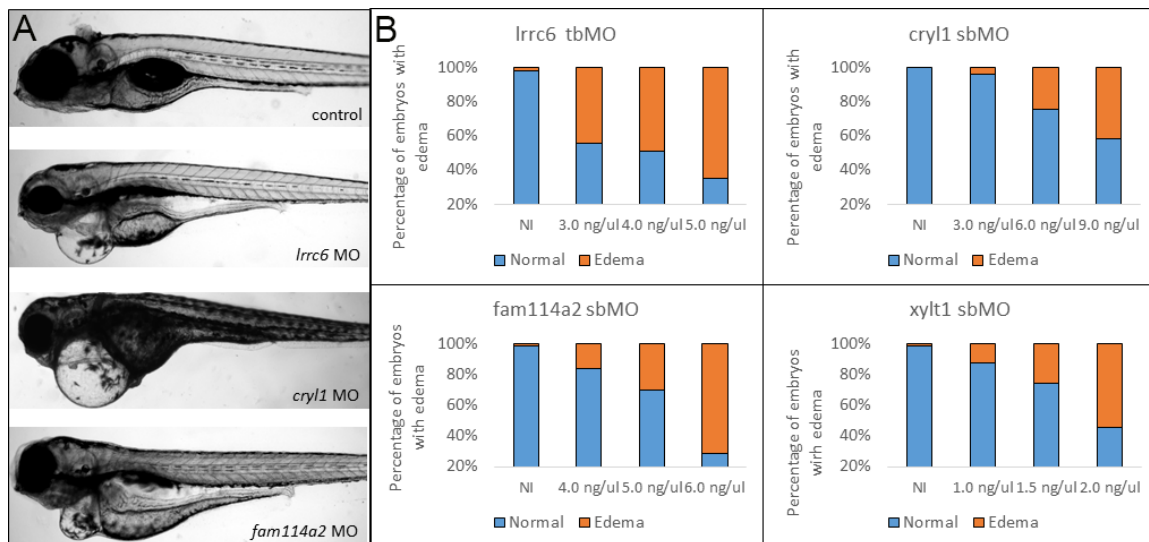 A
control
lrrc6 MO
cryl1 MO
fam114a2 MO
B
lrrc6 tbMO
Percentage of embryos with
edema
100%
80%
60%
40%
20%
NI 3.0 ng/ul 4.0 ng/ul 5.0 ng/ul
Normal Edema
cryl1 sbMO
Perentage of embryos with
edema
100%
80%
60%
40%
20%
NI 3.0 ng/ul 6.0 ng/ul 9.0 ng/ul
Normal Edema
fam114a2 sbMO
Percentage of embryos
with edema
100%
80%
60%
40%
20%
NI 4.0 ng/ul 5.0 ng/ul 6.0 ng/ul
Normal Edema
xylt1 sbMO
Percentage of embryos
wirh edema
100%
80%
60%
40%
20%
NI 1.0 ng/ul 1.5 ng/ul 2.0 ng/ul
Normal Edema